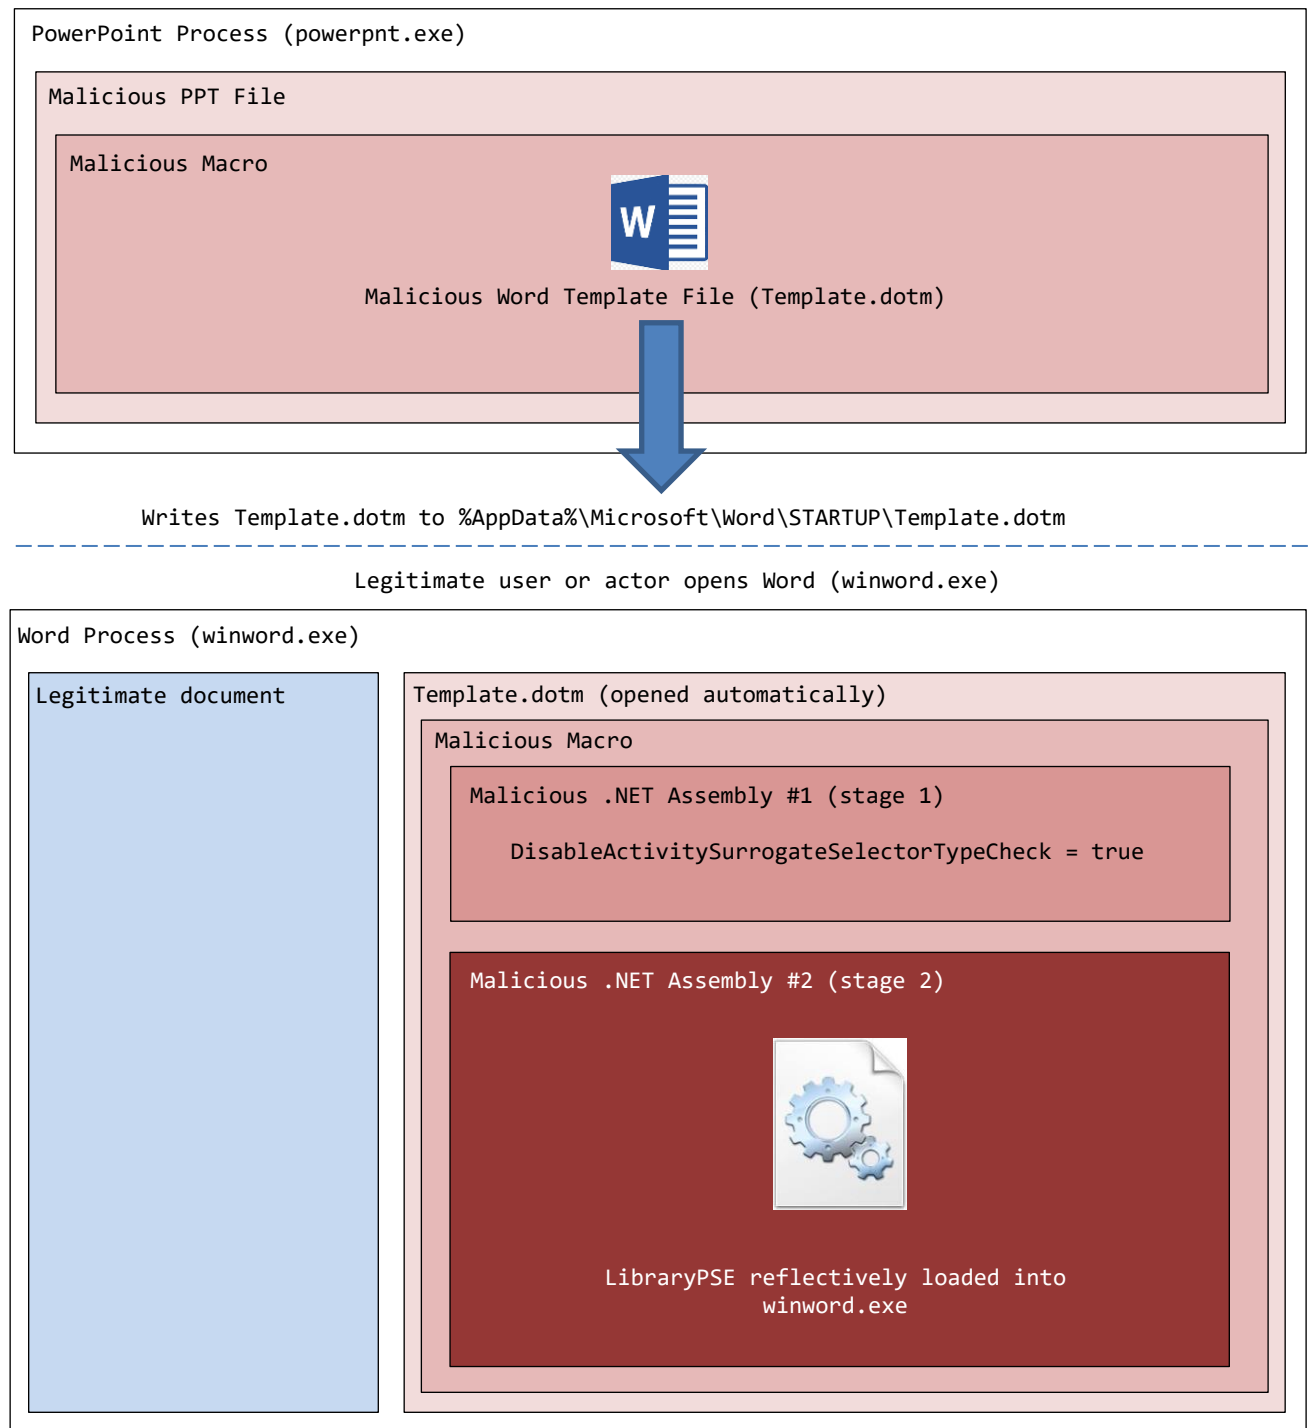 PowerPoint Process (powerpnt.exe)
Malicious PPT File
Malicious Macro
W
Malicious Word Template File (Template.dotm)
Writes Template.dotm to %AppData%\Microsoft\Word\STARTUP\Template.dotm
Legitimate user or actor opens Word (winword.exe)
Word Process (winword.exe)
Legitimate document
Template.dotm (opened automatically)
Malicious Macro
Malicious .NET Assembly #1 (stage 1)
DisableActivitySurrogateSelectorTypeCheck = true
Malicious .NET Assembly #2 (stage 2)
LibraryPSE reflectively loaded into
winword.exe